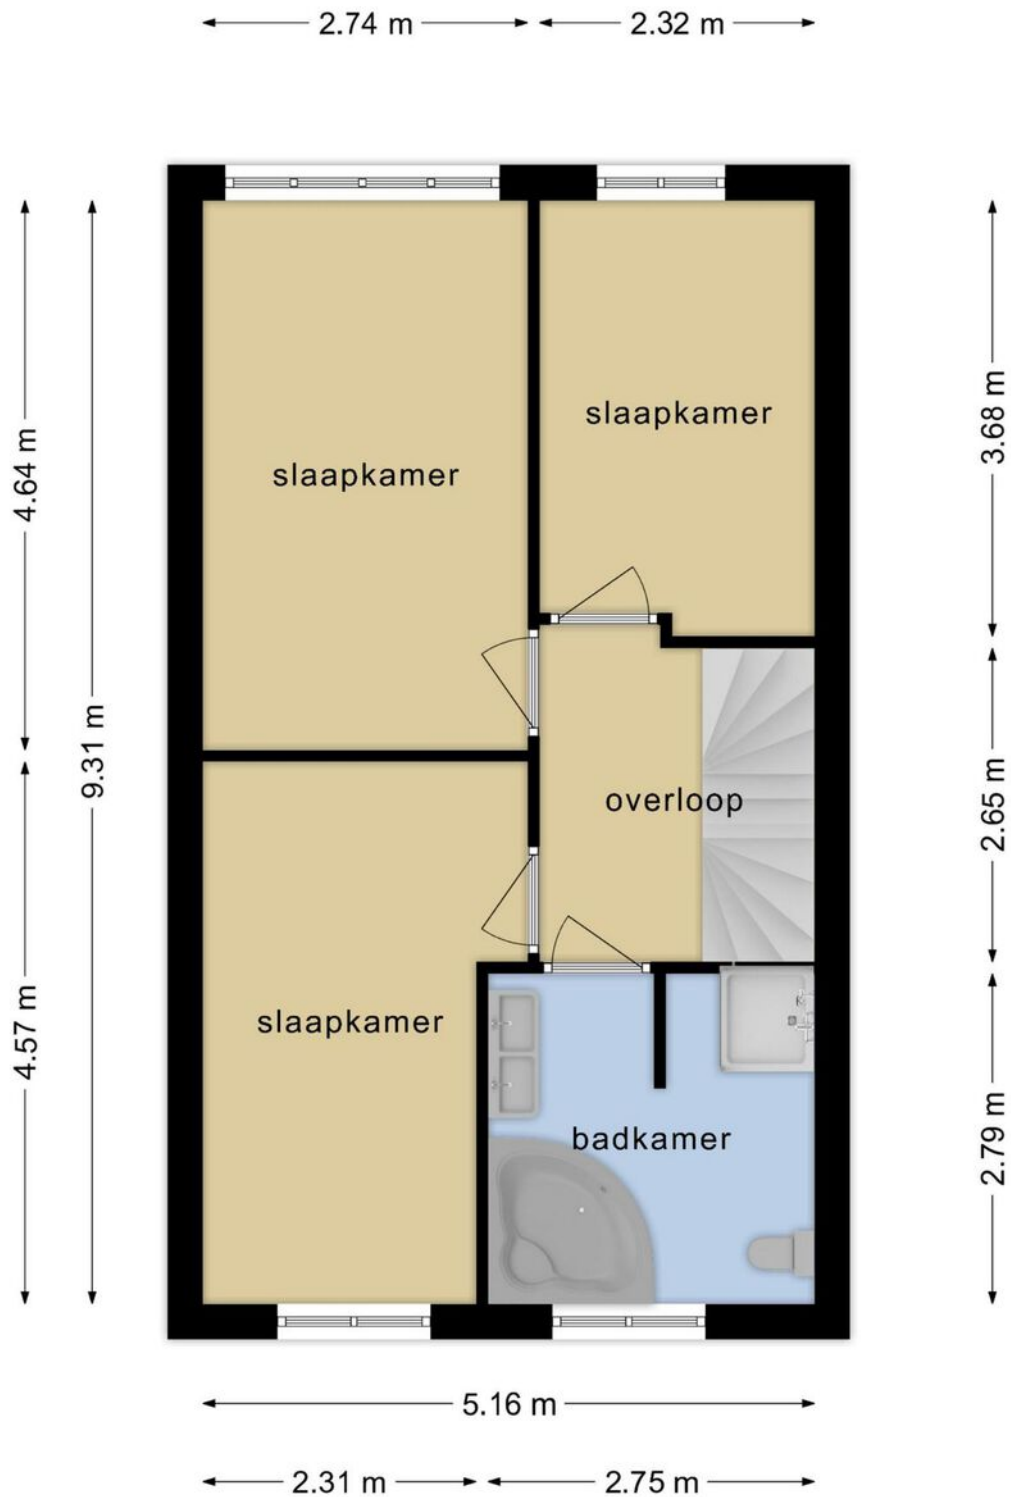 2.74 m
2.32 m
slaapkamer
slaapkamer
4.64 m
9.31 m
3.68 m
overloop
2.65 m
slaapkamer
4.57 m
badkamer
2.79 m
5.16 m
2.31 m
2.75 m